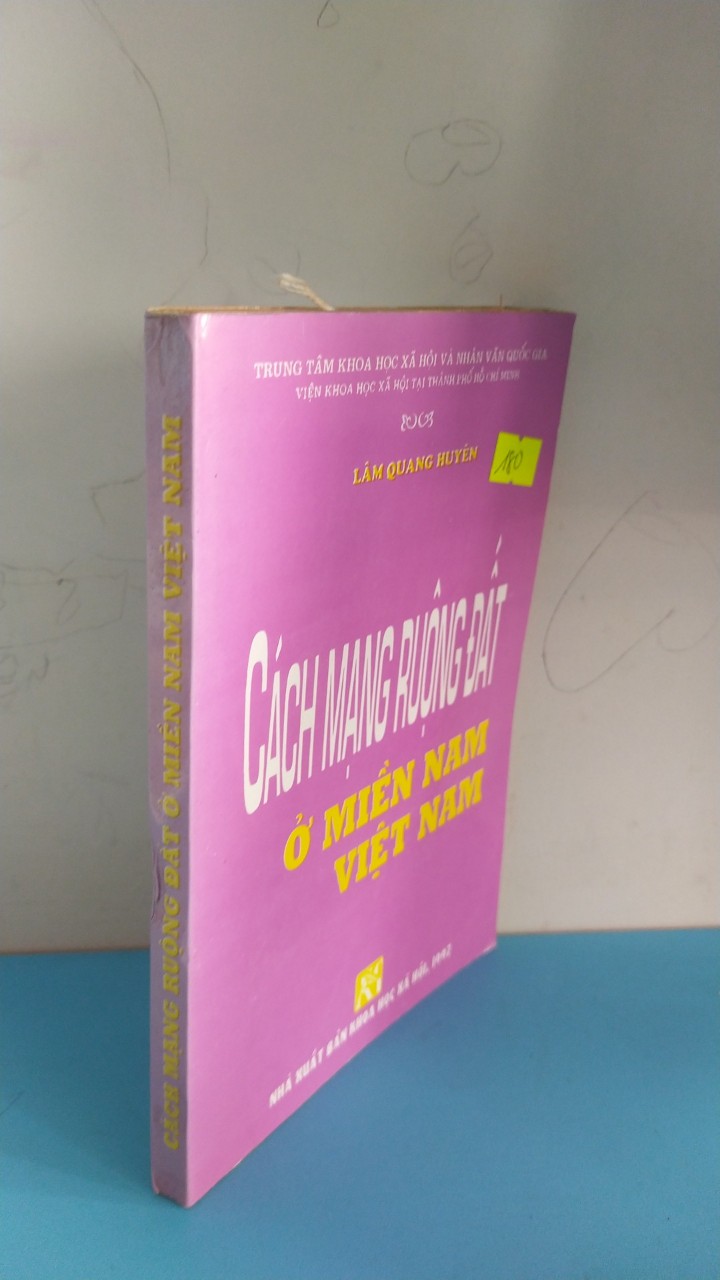 TRUNG TÂM KHOA HỌC XÃ HỘI VÀ NHÂN VĂN QUỐC GIA
VIỆN KHOA HỌC XÃ HỘI TẠI THÀNH PHỐ HỒ CHÍ MINH
LÂM QUANG HUYÊN
180
CÁCH MẠNG RUỘNG ĐẤT
Ở MIỀN NAM
VIỆT NAM
NHÀ XUẤT BẢN KHOA HỌC XÃ HỘI, 1997
CÁCH MẠNG RUỘNG ĐẤT Ở MIỀN NAM VIỆT NAM